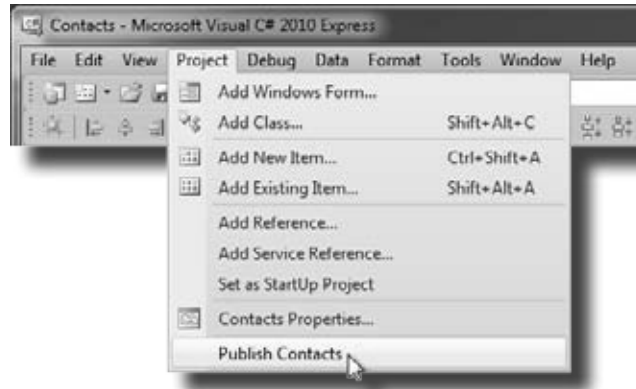 Contacts - Microsoft Visual C# 2010 Express
File Edit View Project Debug Data Format Tools Window Help
Add Windows Form...
Add Class... Shift+Alt+C
Add New Item... Ctrl+Shift+A
Add Existing Item... Shift+Alt+A
Add Reference...
Add Service Reference...
Set as StartUp Project
Contacts Properties...
Publish Contacts